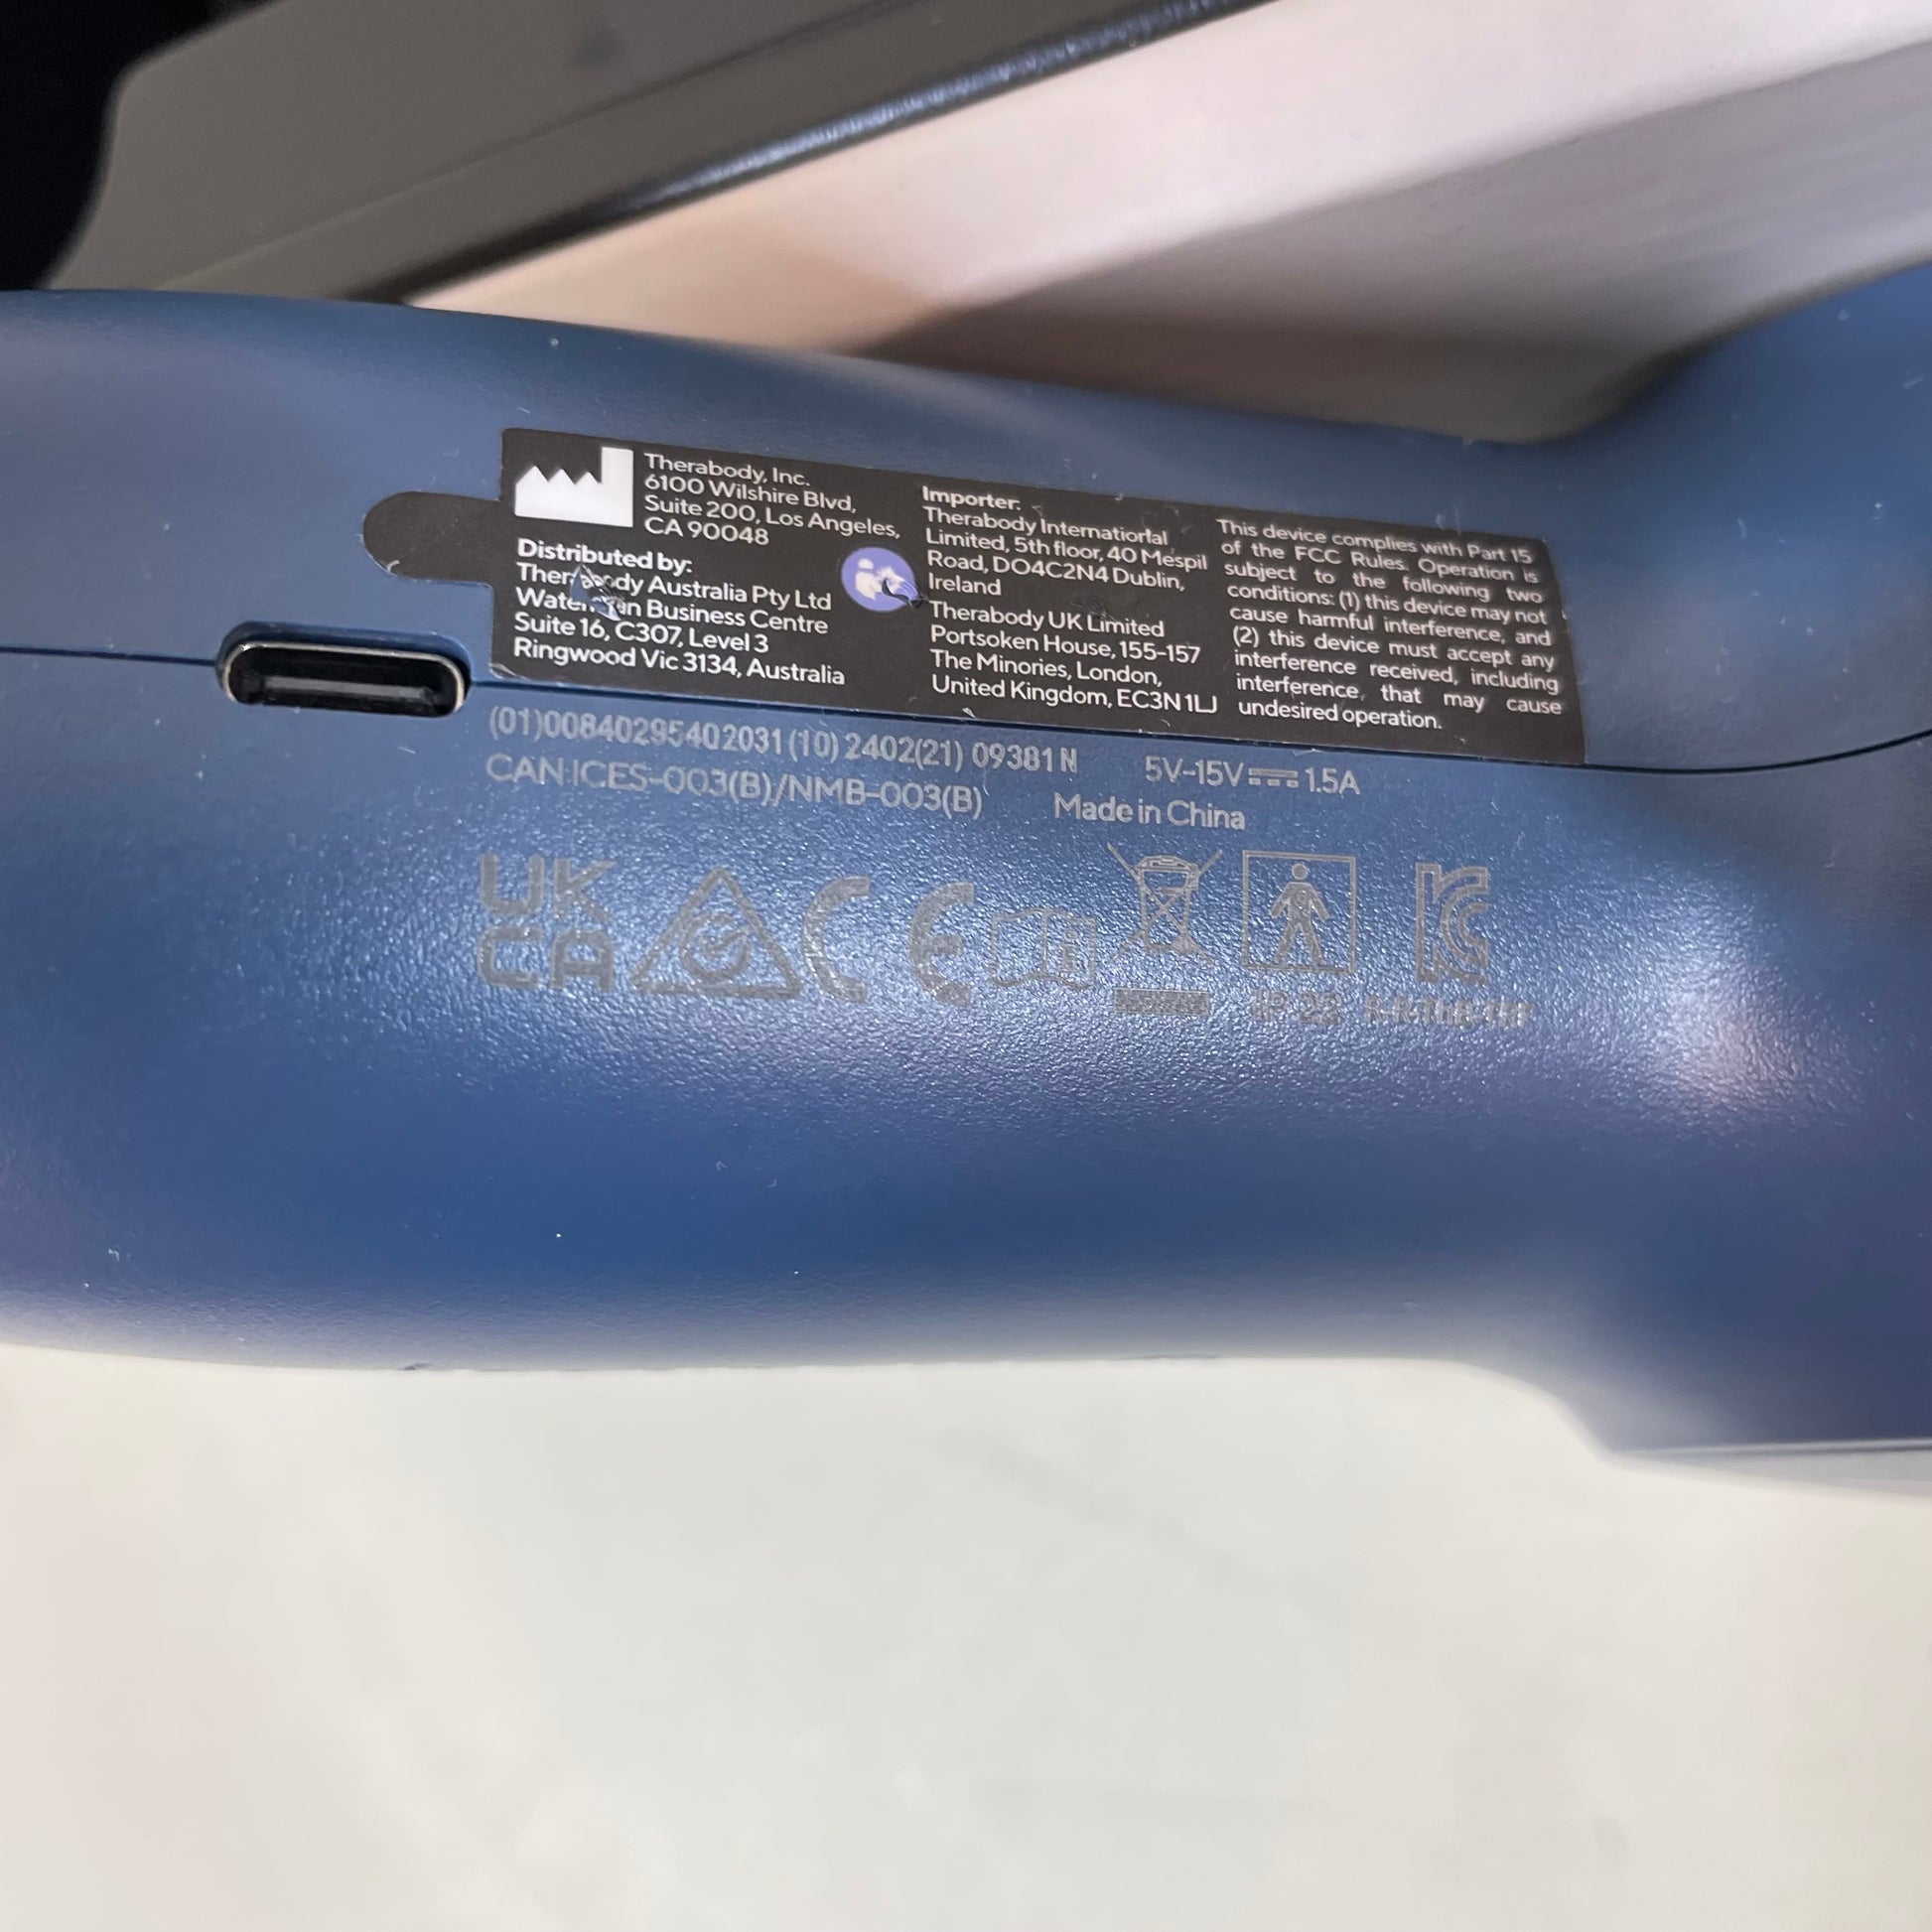 Therabody, Inc.
6100 Wilshire Blvd,
Suite 200, Los Angeles,
CA 90048
Distributed by:
Australia Pty Ltd
Business Centre
Suite 16, C307, Level 3
Ringwood Vic 3134, Australia
Importer:
Therabody International
Limited, 5th floor, 40 Mespil
Road, DO4C2N4 Dublin,
Ireland
Therabody UK Limited
Portsoken House, 155-157
The Minories, London,
United Kingdom, EC3N 1LJ
This device complies with Part 15
of the FCC Rules. Operation is
subject to the following two
conditions: (1) this device may not
cause harmful interference, and
(2) this device must accept any
interference received, including
interference that may cause
undesired operation.
(01)00840295402031(10) 2402(21) 09381N
5V-15V⎓1.5A
CAN ICES-003(B)/NMB-003(B)
Made in China
UK
CA
CE
IP 22